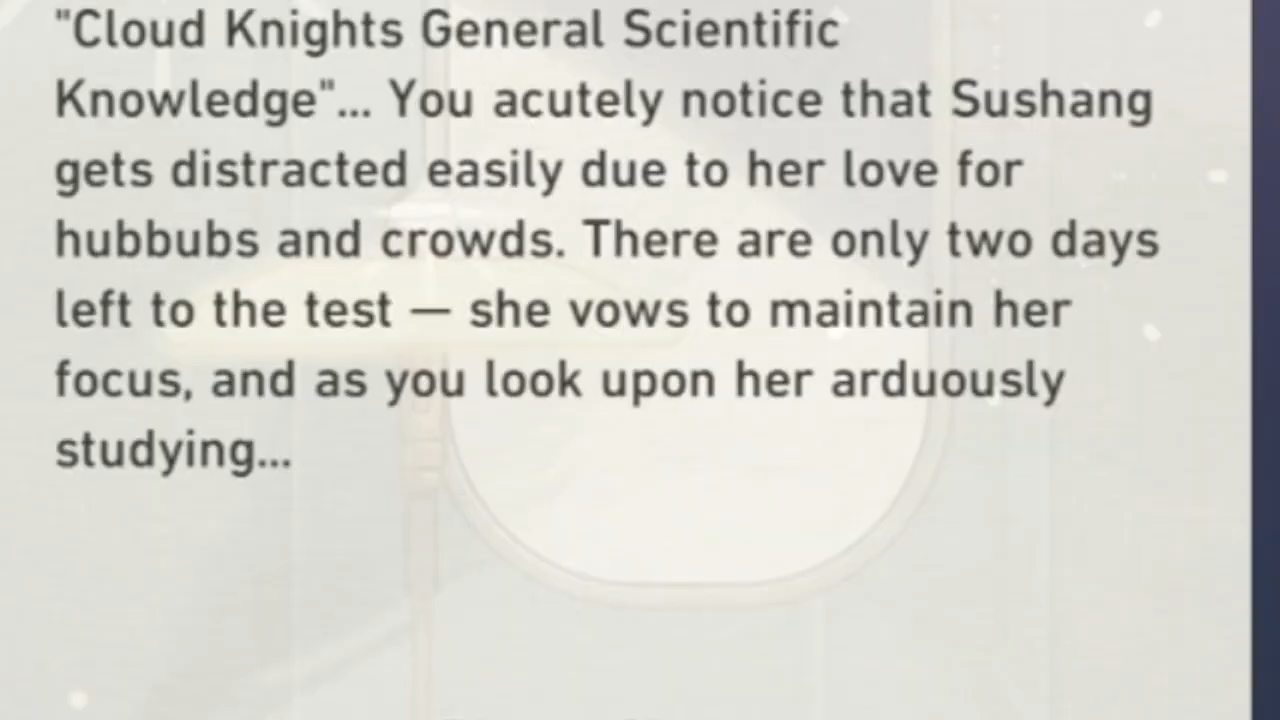 "Cloud Knights General Scientific
Knowledge"... You acutely notice that Sushang
gets distracted easily due to her love for
hubbubs and crowds. There are only two days
left to the test — she vows to maintain her
focus, and as you look upon her arduously
studying...